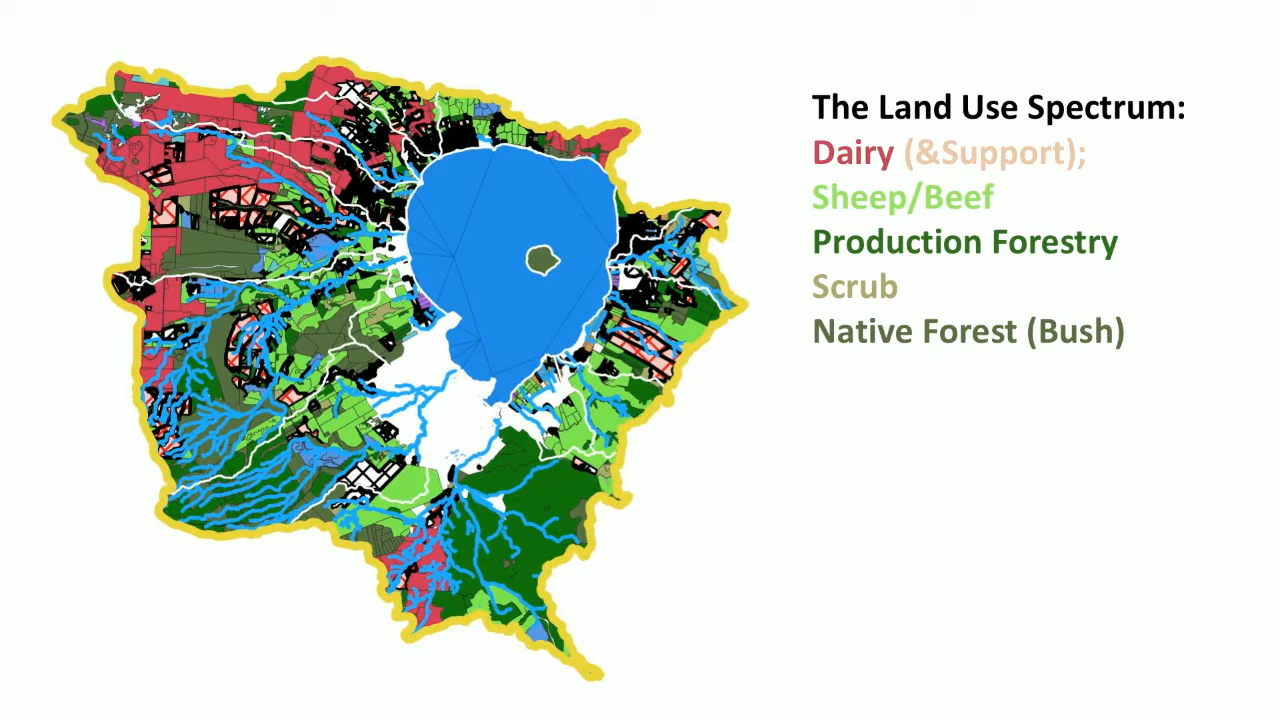 The Land Use Spectrum:
Dairy (&Support);
Sheep/Beef
Production Forestry
Scrub
Native Forest (Bush)